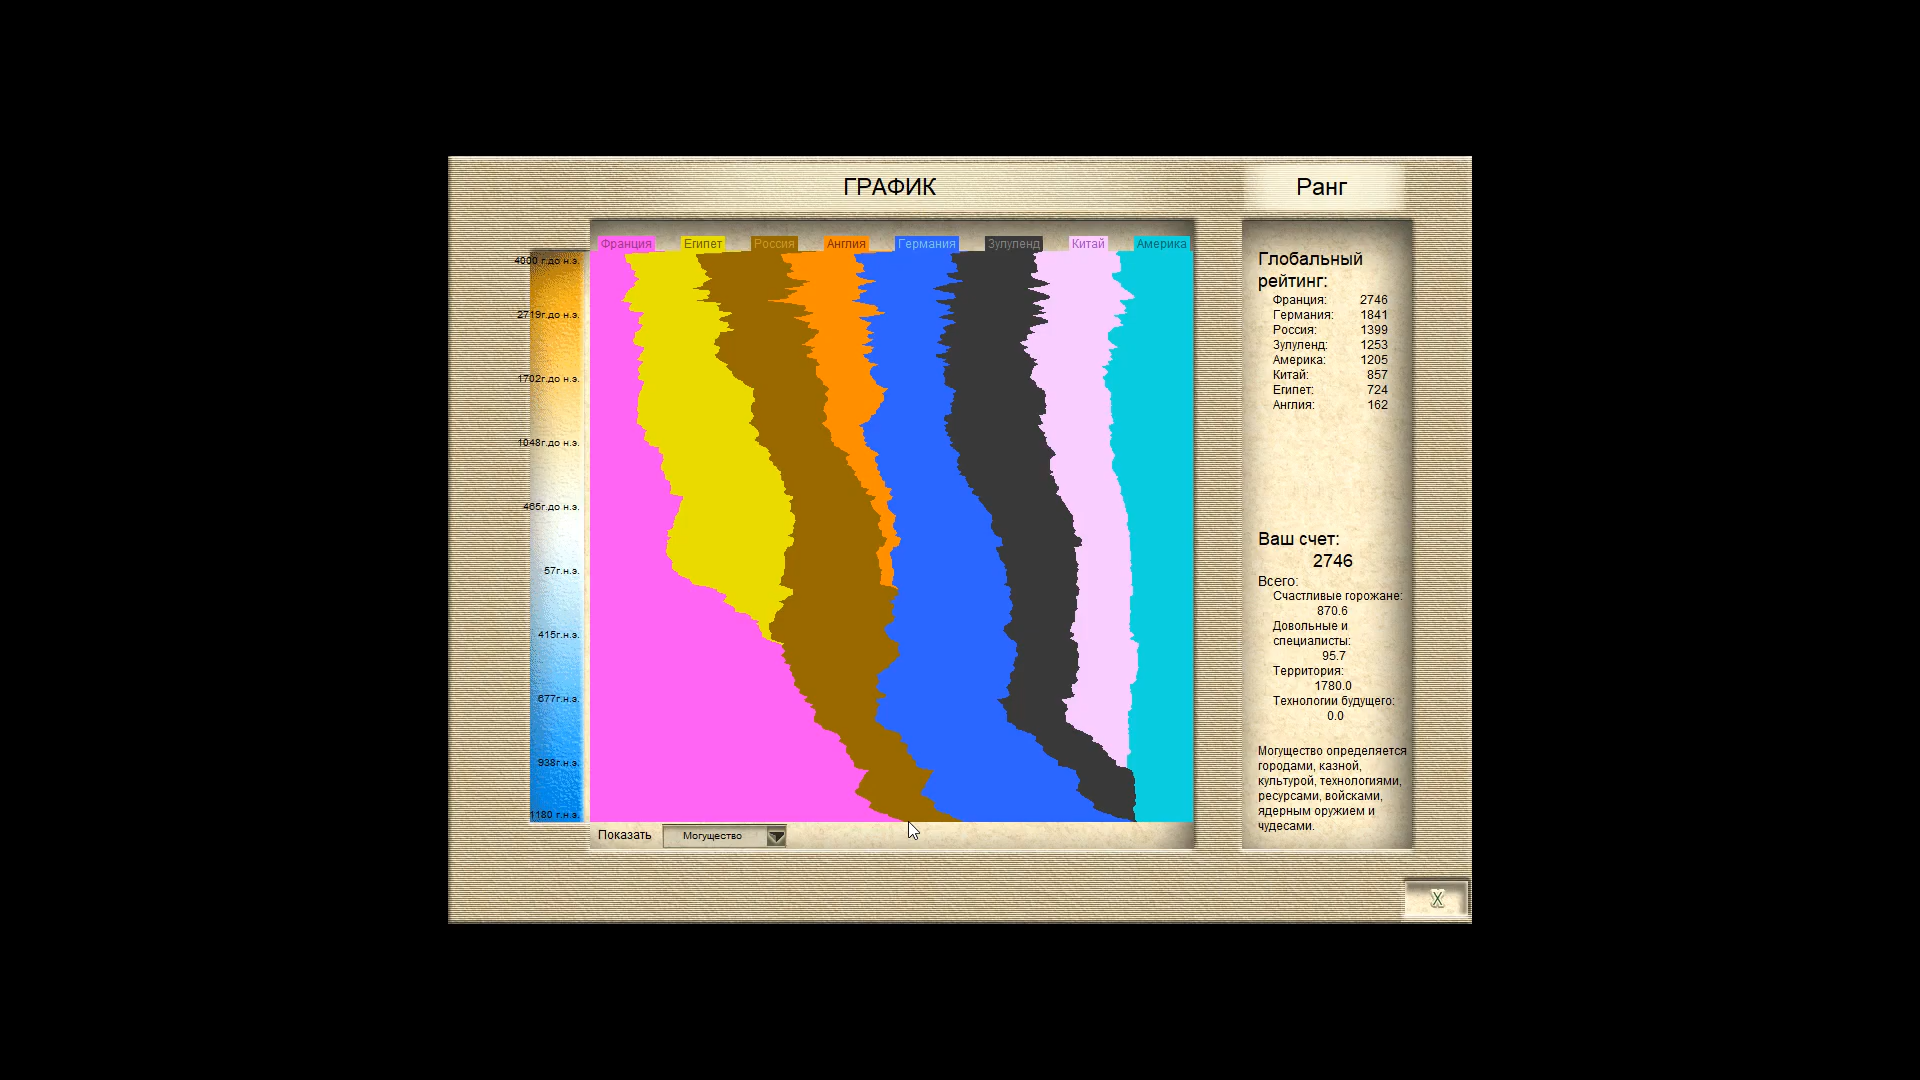 ГРАФИК
Ранг
Франция Египет Россия Англия Германия Зулуленд Китай Америка
4000 г.до н.э.
2719г.до н.э.
1702г.до н.э.
1048г.до н.э.
465г.до н.э.
57г.н.э.
415г.н.э.
677г.н.э.
938г.н.э.
1180 г.н.э.
Показать Могущество
Глобальный
рейтинг:
Франция: 2746
Германия: 1841
Россия: 1399
Зулуленд: 1253
Америка: 1205
Китай: 857
Египет: 724
Англия: 162
Ваш счет:
2746
Всего:
Счастливые горожане:
870.6
Довольные и
специалисты:
95.7
Территория:
1780.0
Технологии будущего:
0.0
Могущество определяется
городами, казной,
культурой, технологиями,
ресурсами, войсками,
ядерным оружием и
чудесами.
X